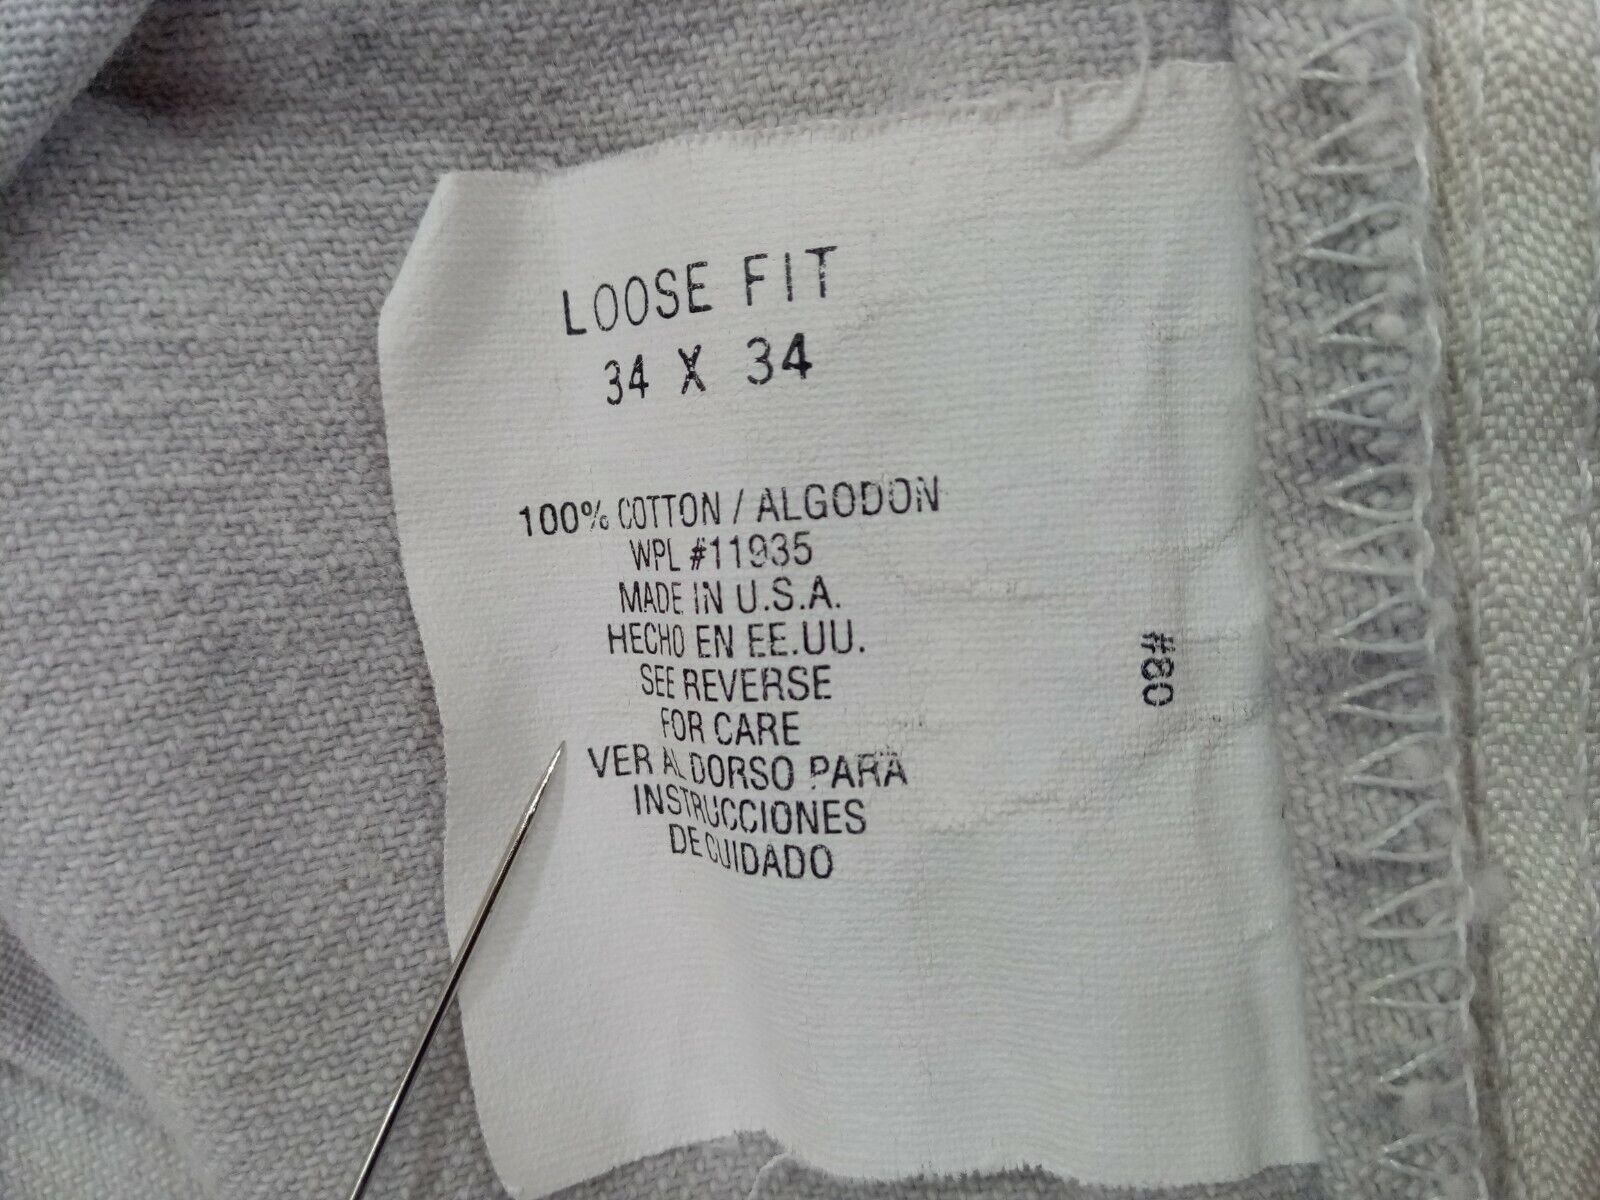 LOOSE FIT
34 X 34
100% COTTON / ALGODON
WPL #11935
MADE IN U.S.A.
HECHO EN EE.UU.
SEE REVERSE
FOR CARE
VER AL DORSO PARA
INSTRUCCIONES
DE CUIDADO
#80